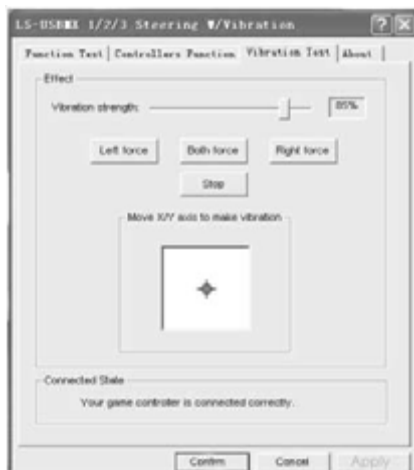 LS-USBMX 1/2/3 Steering W/Vibration
Function Test Controllers Function Vibration Test About
Effect
Vibration strength: 85%
Left force Both force Right force
Stop
Move X/Y axis to make vibration
Connected State
Your game controller is connected correctly.
Confirm Cancel Apply